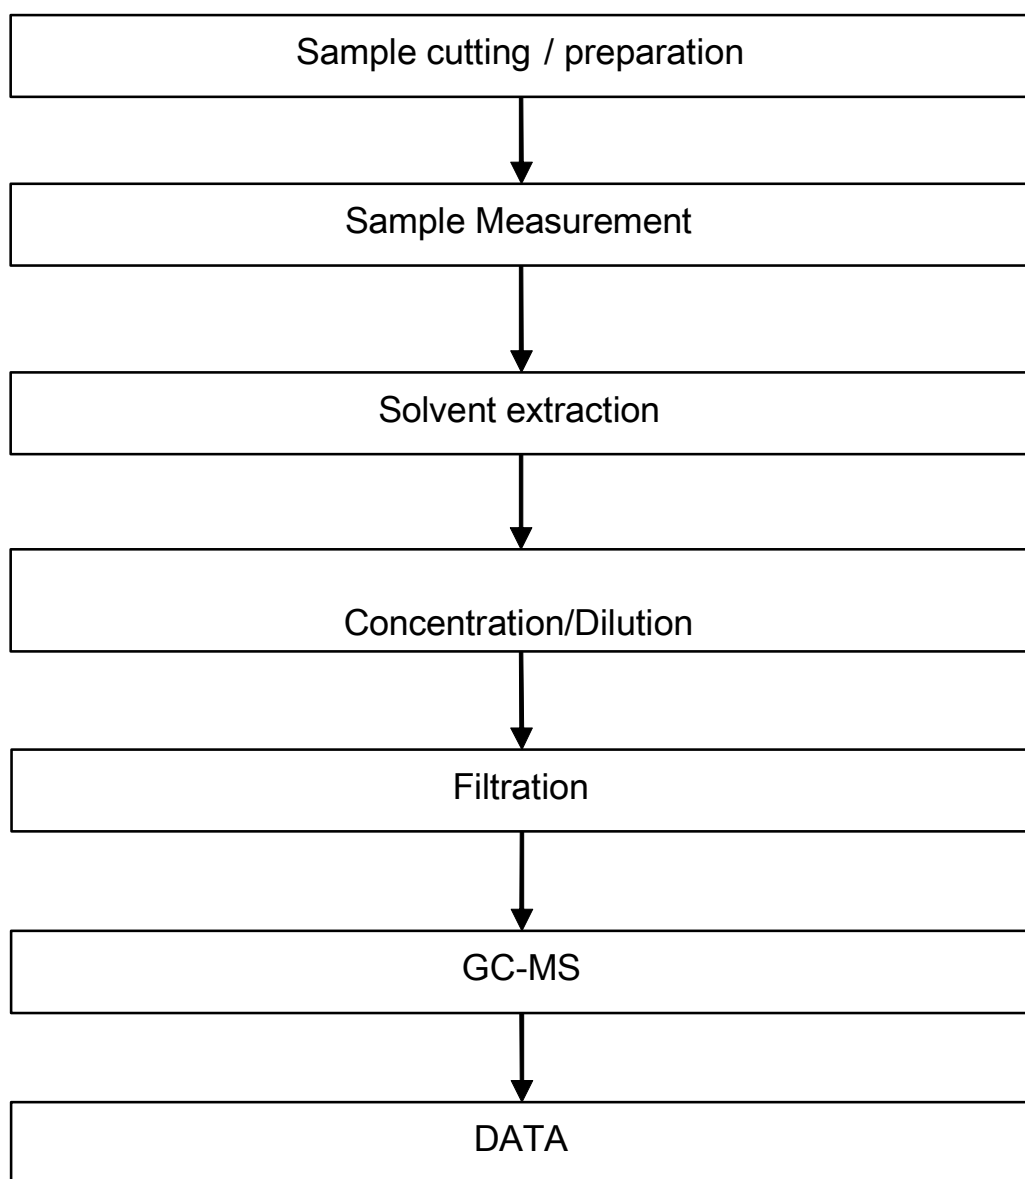 Sample cutting / preparation
Sample Measurement
Solvent extraction
Concentration/Dilution
Filtration
GC-MS
DATA